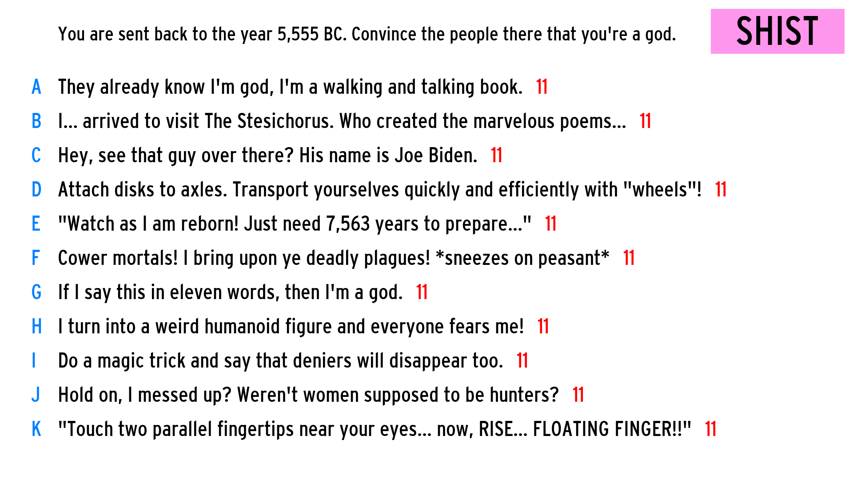 You are sent back to the year 5,555 BC. Convince the people there that you're a god.
SHIST
A They already know I'm god, I'm a walking and talking book. 11
B I... arrived to visit The Stesichorus. Who created the marvelous poems... 11
C Hey, see that guy over there? His name is Joe Biden. 11
D Attach disks to axles. Transport yourselves quickly and efficiently with "wheels"! 11
E "Watch as I am reborn! Just need 7,563 years to prepare..." 11
F Cower mortals! I bring upon ye deadly plagues! *sneezes on peasant* 11
G If I say this in eleven words, then I'm a god. 11
H I turn into a weird humanoid figure and everyone fears me! 11
I Do a magic trick and say that deniers will disappear too. 11
J Hold on, I messed up? Weren't women supposed to be hunters? 11
K "Touch two parallel fingertips near your eyes... now, RISE... FLOATING FINGER!!" 11